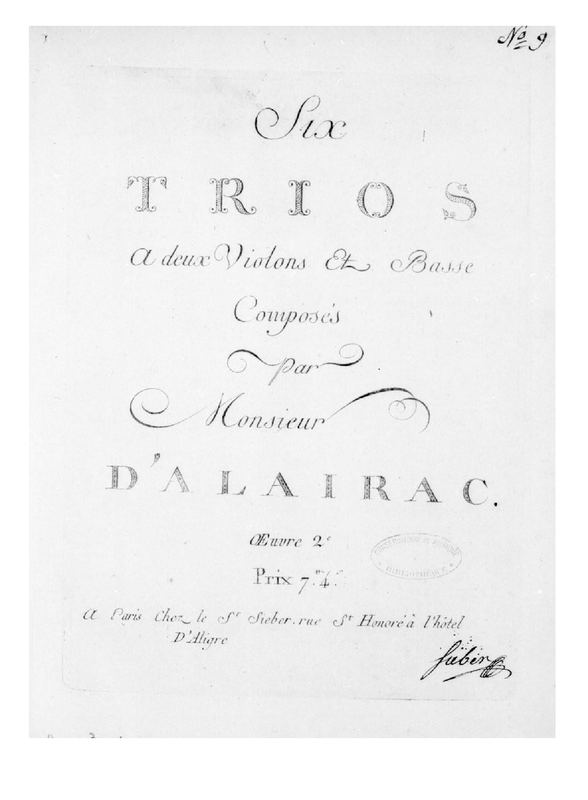 Nº 9
Six
TRIOS
A deux Violons Et Basse
Composés
par
Monsieur
D'ALAIRAC.
Œuvre 2e
Prix 7.tt 4.s
A Paris Chez le Sr Sieber. rue St Honoré à l'hôtel
D'Aligre
Sieber